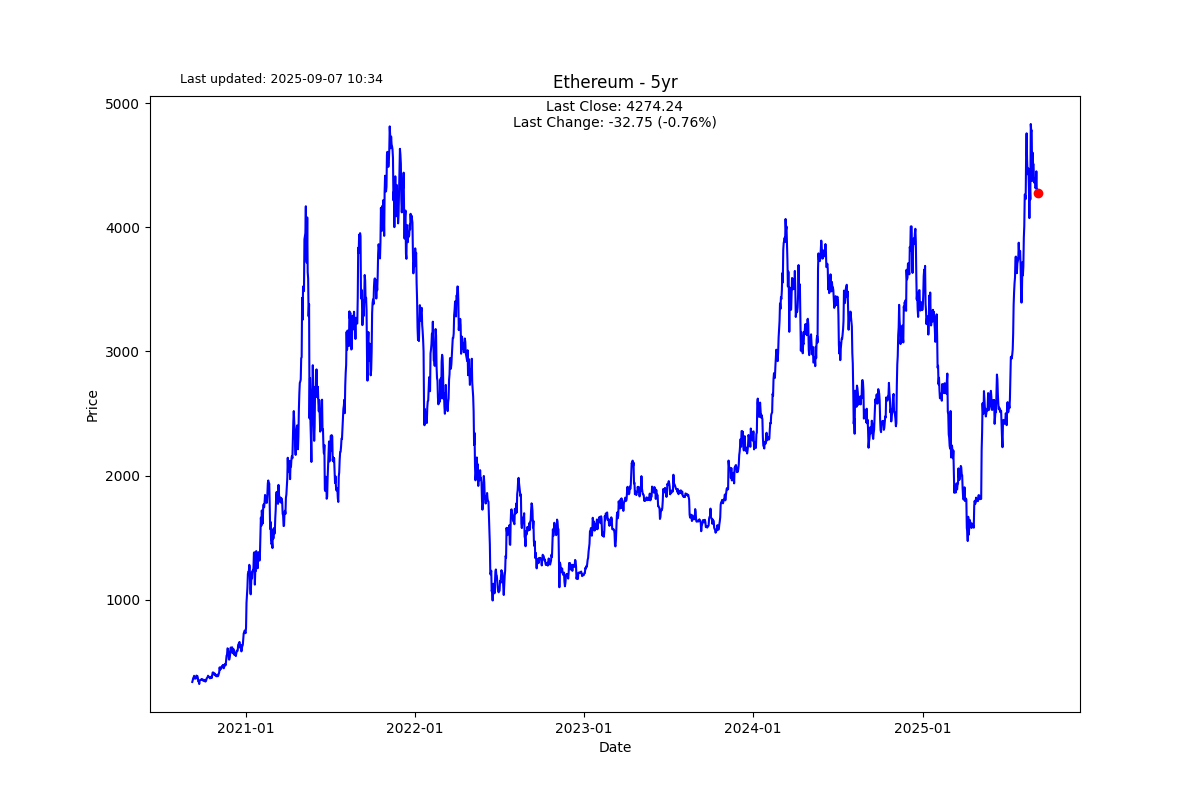 Last updated: 2025-09-07 10:34
Ethereum - 5yr
Last Close: 4274.24
Last Change: -32.75 (-0.76%)
5000
4000
3000
2000
1000
Price
2021-01
2022-01
2023-01
2024-01
2025-01
Date